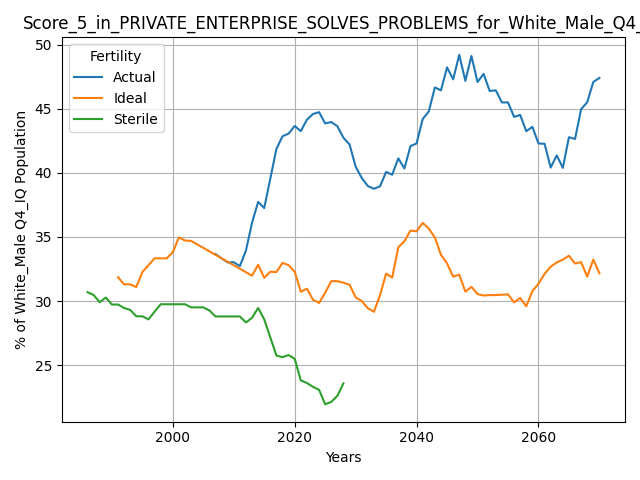 Score_5_in_PRIVATE_ENTERPRISE_SOLVES_PROBLEMS_for_White_Male_Q4_
Fertility
Actual
Ideal
Sterile
% of White_Male Q4_IQ Population
50
45
40
35
30
25
2000
2020
2040
2060
Years